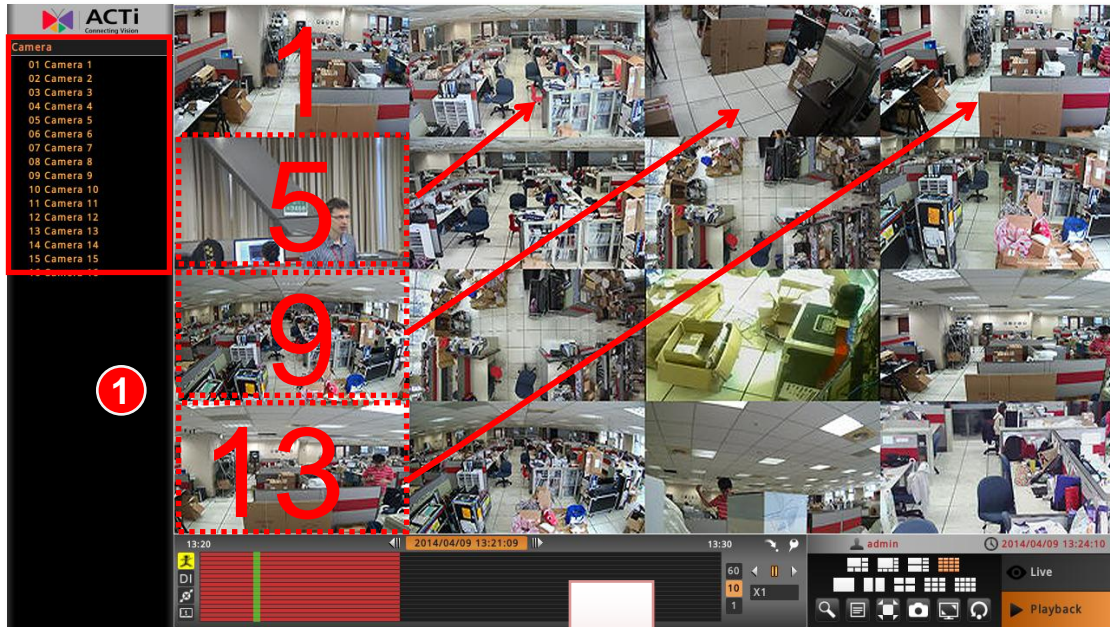 ACTi
Connecting Vision
Camera
01 Camera 1
02 Camera 2
03 Camera 3
04 Camera 4
05 Camera 5
06 Camera 6
07 Camera 7
08 Camera 8
09 Camera 9
10 Camera 10
11 Camera 11
12 Camera 12
13 Camera 13
14 Camera 14
15 Camera 15
1
5
9
13
1
13:20
2014/04/09 13:21:09
13:30
admin
2014/04/09 13:24:10
DI
60
10
1
X1
Live
Playback